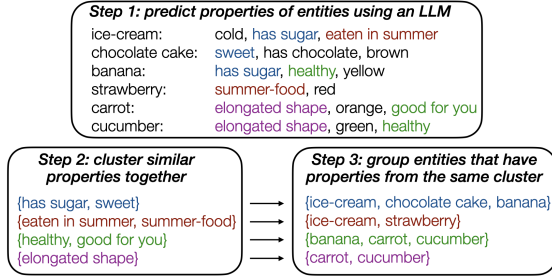 Step 1: predict properties of entities using an LLM
ice-cream: cold, has sugar, eaten in summer
chocolate cake: sweet, has chocolate, brown
banana: has sugar, healthy, yellow
strawberry: summer-food, red
carrot: elongated shape, orange, good for you
cucumber: elongated shape, green, healthy
Step 2: cluster similar
properties together
{has sugar, sweet}
{eaten in summer, summer-food}
{healthy, good for you}
{elongated shape}
Step 3: group entities that have
properties from the same cluster
{ice-cream, chocolate cake, banana}
{ice-cream, strawberry}
{banana, carrot, cucumber}
{carrot, cucumber}